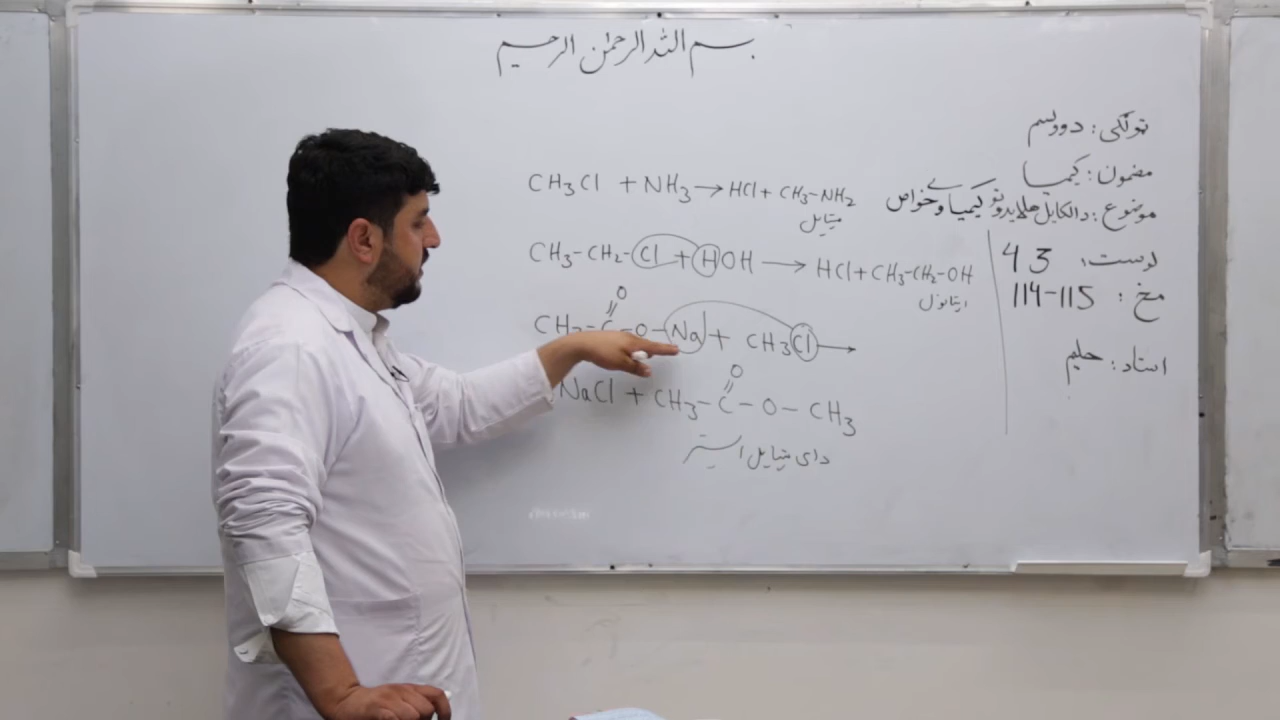 بسم الله الرحمن الرحیم
ټولګی: دوولسم
مضمون: کیمیا
موضوع: د الکایل هلایدونو کیمیاوي خواص
لوست: 43
مخ: 114-115
استاد: حلیم
CH3Cl + NH3 → HCl + CH3-NH2
میتایل
CH3-CH2-Cl + HOH → HCl + CH3-CH2-OH
ایتانول
O
CH3-C-O-Na + CH3Cl →
O
NaCl + CH3-C-O-CH3
دای میتایل استر